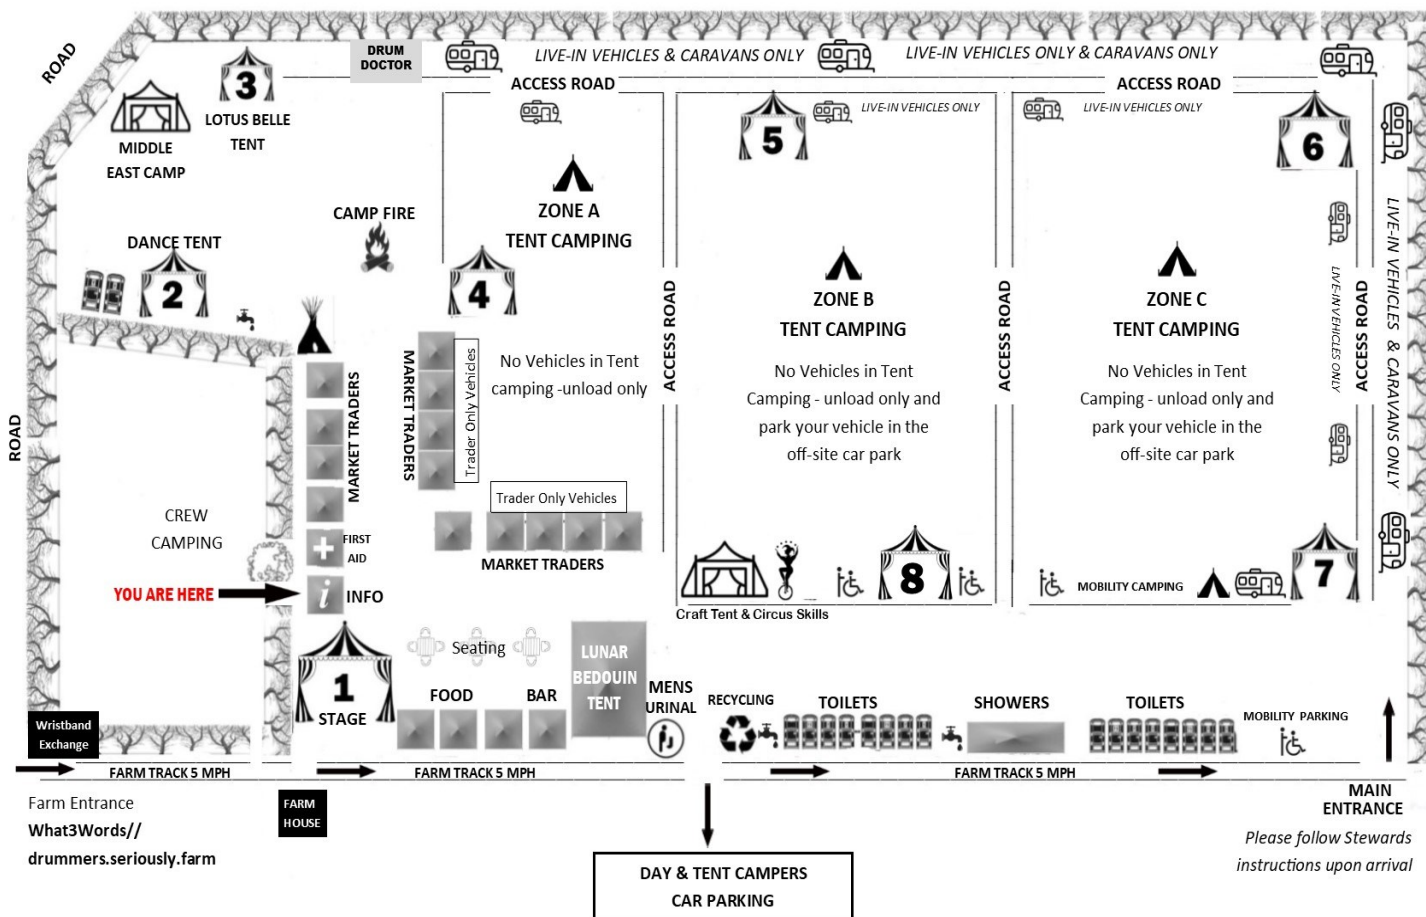 ROAD
DRUM
DOCTOR
LIVE-IN VEHICLES & CARAVANS ONLY
LIVE-IN VEHICLES ONLY & CARAVANS ONLY
ACCESS ROAD
ACCESS ROAD
3
LOTUS BELLE
TENT
MIDDLE
EAST CAMP
5
LIVE-IN VEHICLES ONLY
LIVE-IN VEHICLES ONLY
6
CAMP FIRE
ZONE A
TENT CAMPING
DANCE TENT
2
4
ZONE B
TENT CAMPING
No Vehicles in Tent
Camping - unload only and
park your vehicle in the
off-site car park
ZONE C
TENT CAMPING
No Vehicles in Tent
Camping - unload only and
park your vehicle in the
off-site car park
ACCESS ROAD
ACCESS ROAD
ACCESS ROAD
LIVE-IN VEHICLES ONLY
LIVE-IN VEHICLES & CARAVANS ONLY
No Vehicles in Tent
camping -unload only
MARKET TRADERS
MARKET TRADERS
Trader Only Vehicles
ROAD
Trader Only Vehicles
MARKET TRADERS
CREW
CAMPING
FIRST
AID
YOU ARE HERE
i
INFO
Craft Tent & Circus Skills
8
MOBILITY CAMPING
7
1
STAGE
Seating
FOOD
BAR
LUNAR
BEDOUIN
TENT
MENS
URINAL
RECYCLING
TOILETS
SHOWERS
TOILETS
MOBILITY PARKING
Wristband
Exchange
FARM TRACK 5 MPH
FARM TRACK 5 MPH
FARM TRACK 5 MPH
Farm Entrance
What3Words//
drummers.seriously.farm
FARM
HOUSE
MAIN
ENTRANCE
Please follow Stewards
instructions upon arrival
DAY & TENT CAMPERS
CAR PARKING